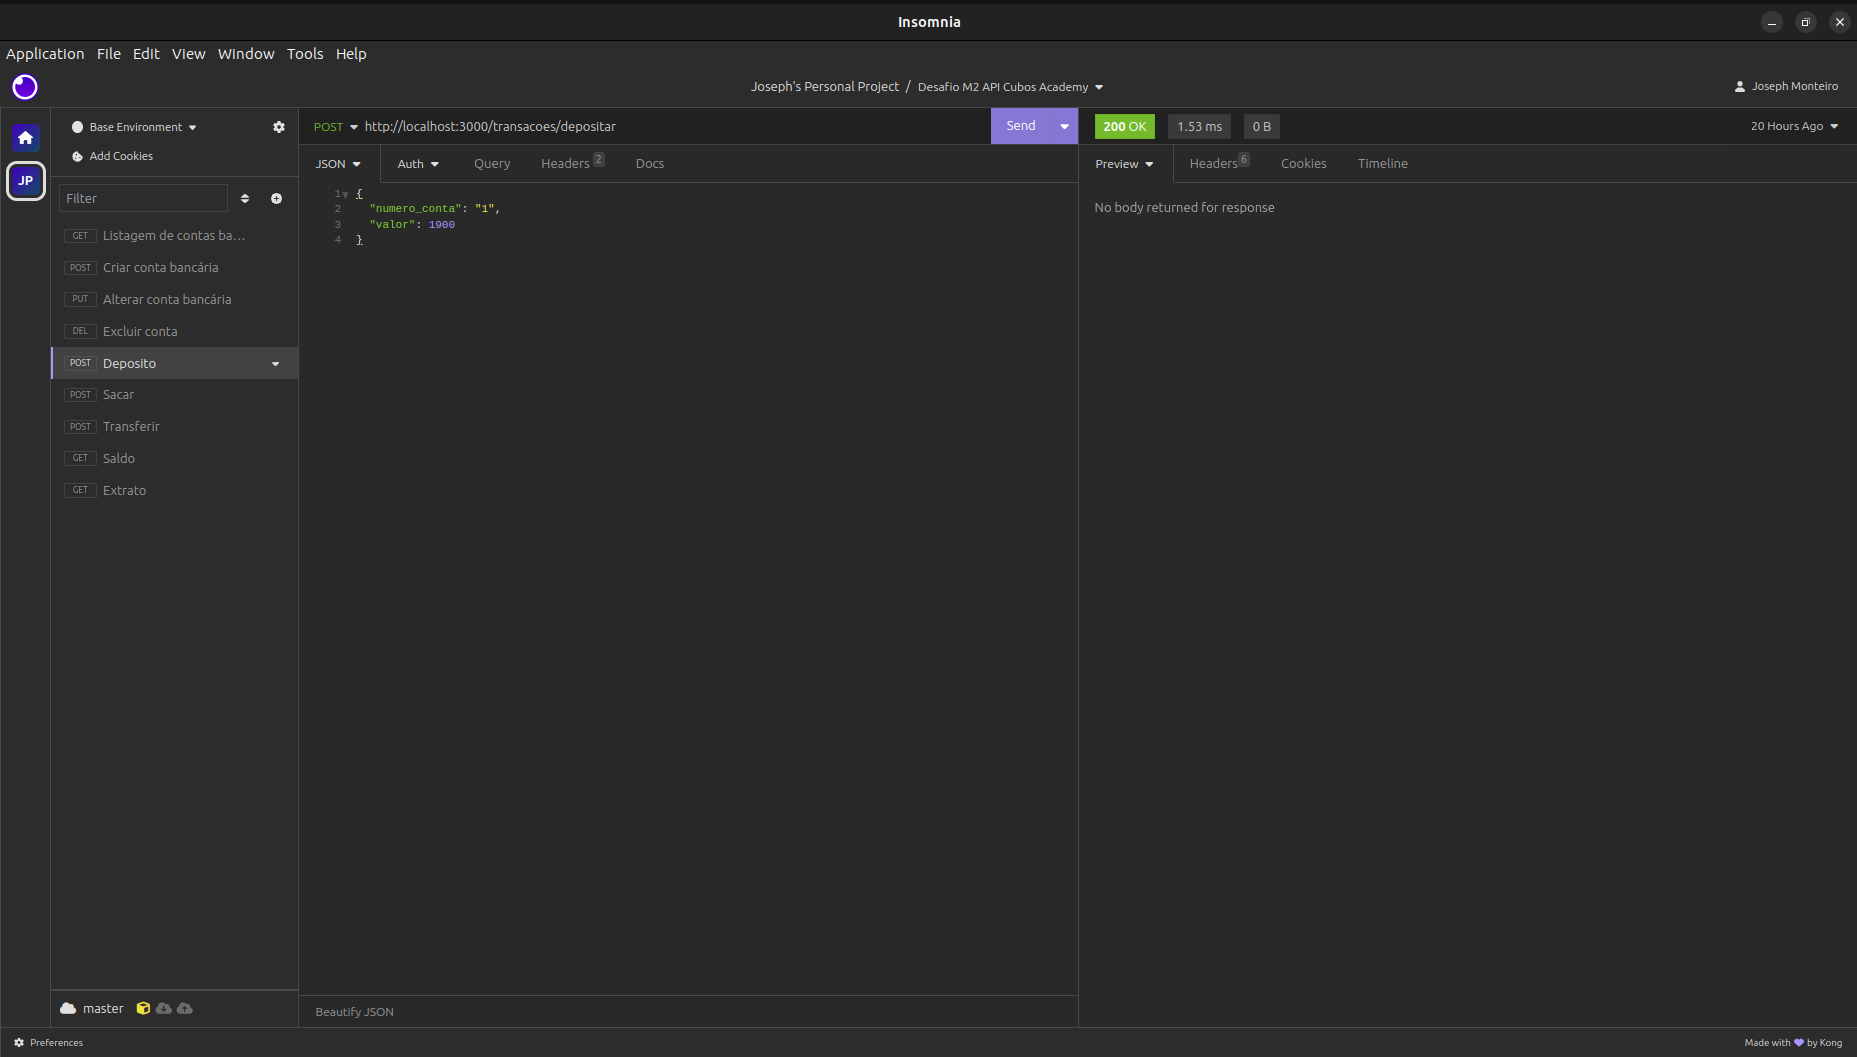 Insomnia
Application File Edit View Window Tools Help
Joseph's Personal Project / Desafio M2 API Cubos Academy
Joseph Monteiro
JP
Base Environment
Add Cookies
Filter
GET Listagem de contas ba...
POST Criar conta bancária
PUT Alterar conta bancária
DEL Excluir conta
POST Deposito
POST Sacar
POST Transferir
GET Saldo
GET Extrato
master
POST http://localhost:3000/transacoes/depositar
Send
JSON Auth Query Headers 2 Docs
1 {
2 "numero_conta": "1",
3 "valor": 1900
4 }
Beautify JSON
200 OK 1.53 ms 0 B 20 Hours Ago
Preview Headers 6 Cookies Timeline
No body returned for response
Preferences
Made with by Kong